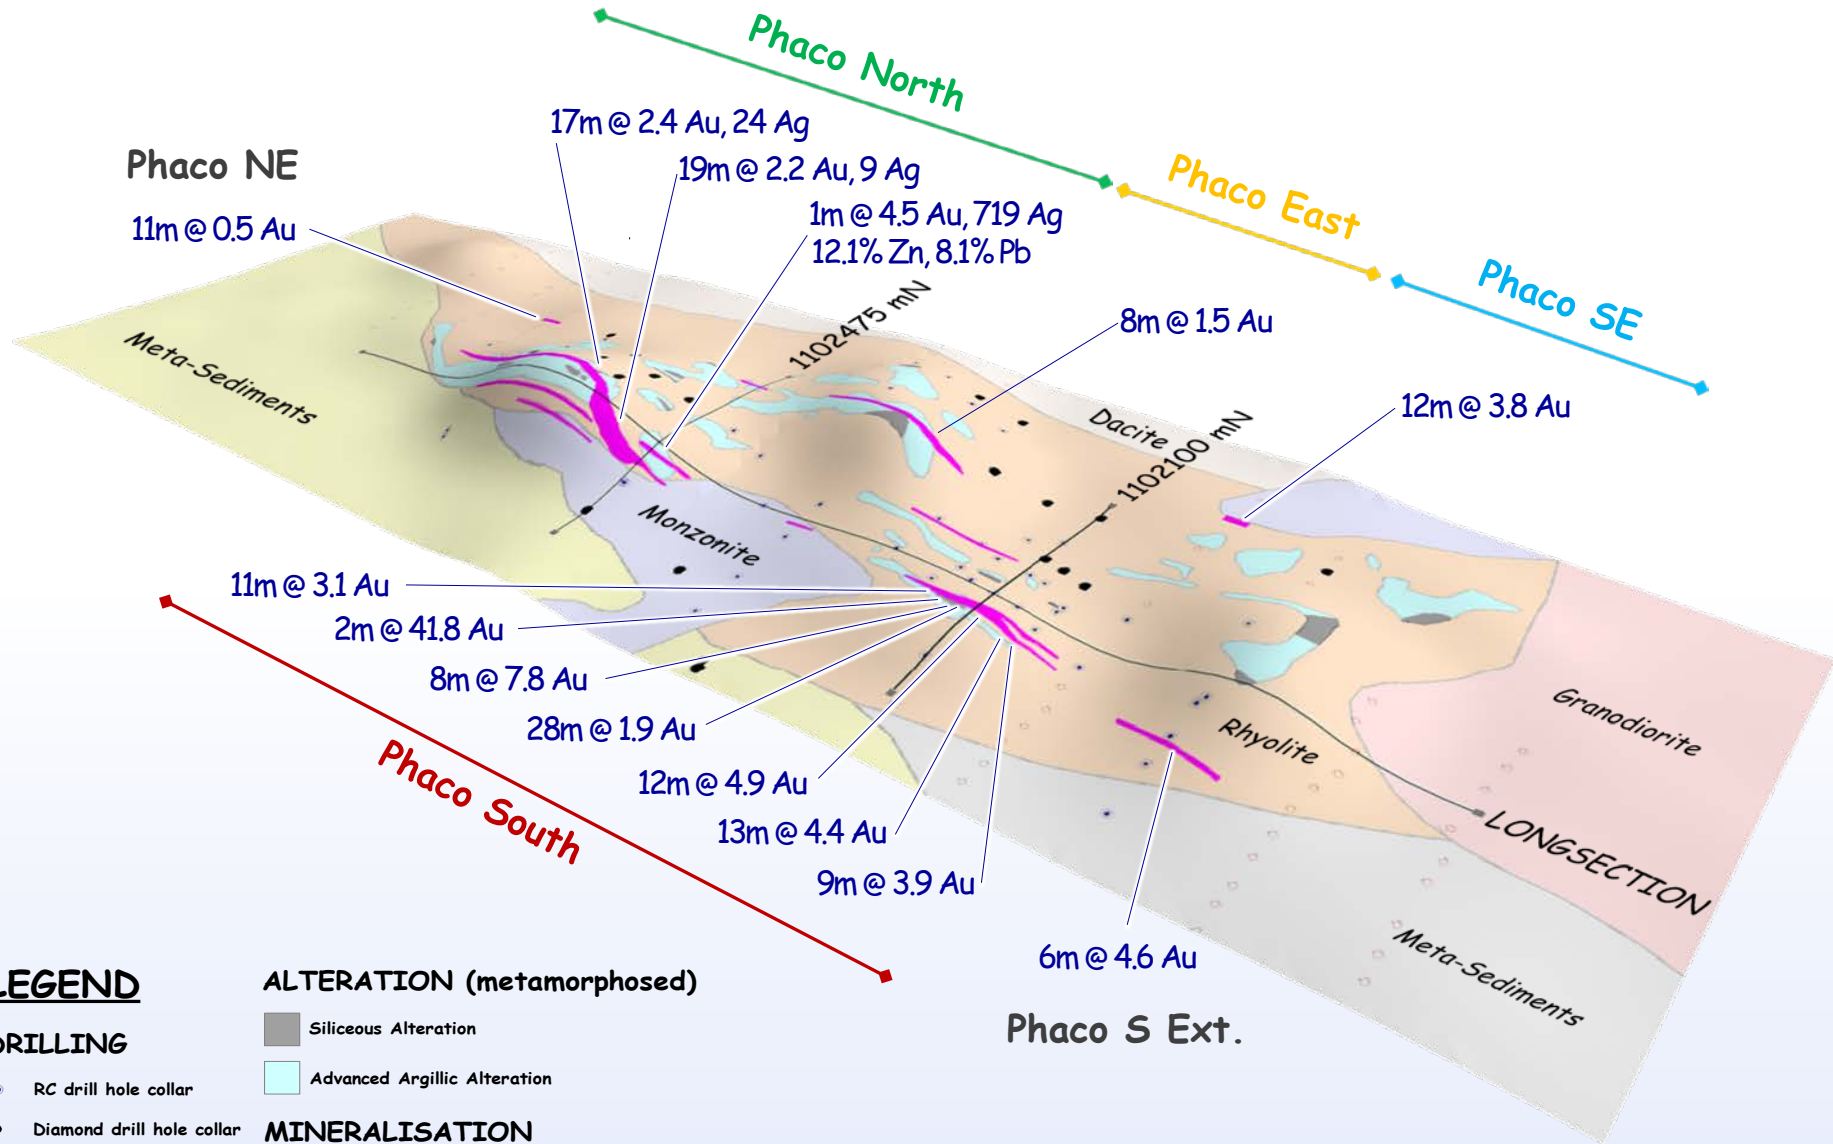 Phaco North
17m @ 2.4 Au, 24 Ag
Phaco NE
19m @ 2.2 Au, 9 Ag
Phaco East
11m @ 0.5 Au
1m @ 4.5 Au, 719 Ag
12.1% Zn, 8.1% Pb
Phaco SE
1102475 mN
8m @ 1.5 Au
Meta-Sediments
12m @ 3.8 Au
Dacite
1102100 mN
Monzonite
11m @ 3.1 Au
2m @ 41.8 Au
8m @ 7.8 Au
28m @ 1.9 Au
Granodiorite
Rhyolite
12m @ 4.9 Au
Phaco South
13m @ 4.4 Au
LONGSECTION
9m @ 3.9 Au
6m @ 4.6 Au
Meta-Sediments
Phaco S Ext.
LEGEND
DRILLING
RC drill hole collar
Diamond drill hole collar
ALTERATION (metamorphosed)
Siliceous Alteration
Advanced Argillic Alteration
MINERALISATION